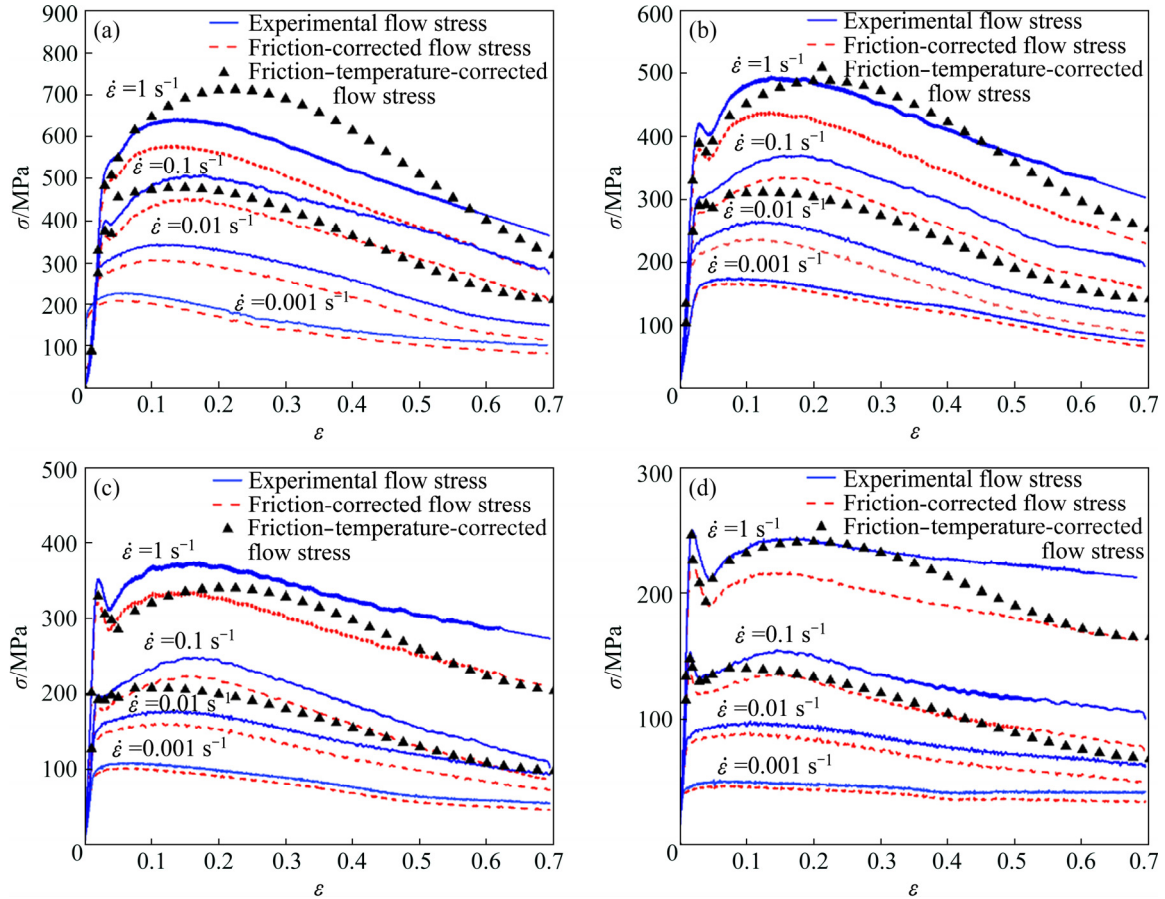 (a)
Experimental flow stress
Friction-corrected flow stress
Friction-temperature-corrected
flow stress
ε̇ =1 s⁻¹
ε̇ =0.1 s⁻¹
ε̇ =0.01 s⁻¹
ε̇ =0.001 s⁻¹
σ/MPa
900
800
700
600
500
400
300
200
100
0
0.1 0.2 0.3 0.4 0.5 0.6 0.7
ε
(b)
Experimental flow stress
Friction-corrected flow stress
Friction-temperature-corrected
flow stress
ε̇ =1 s⁻¹
ε̇ =0.1 s⁻¹
ε̇ =0.01 s⁻¹
ε̇ =0.001 s⁻¹
σ/MPa
600
500
400
300
200
100
0
0.1 0.2 0.3 0.4 0.5 0.6 0.7
ε
(c)
Experimental flow stress
Friction-corrected flow stress
Friction-temperature-corrected
flow stress
ε̇ =1 s⁻¹
ε̇ =0.1 s⁻¹
ε̇ =0.01 s⁻¹
ε̇ =0.001 s⁻¹
σ/MPa
500
400
300
200
100
0
0.1 0.2 0.3 0.4 0.5 0.6 0.7
ε
(d)
Experimental flow stress
Friction-corrected flow stress
Friction-temperature-corrected
flow stress
ε̇ =1 s⁻¹
ε̇ =0.1 s⁻¹
ε̇ =0.01 s⁻¹
ε̇ =0.001 s⁻¹
σ/MPa
300
200
100
0
0.1 0.2 0.3 0.4 0.5 0.6 0.7
ε